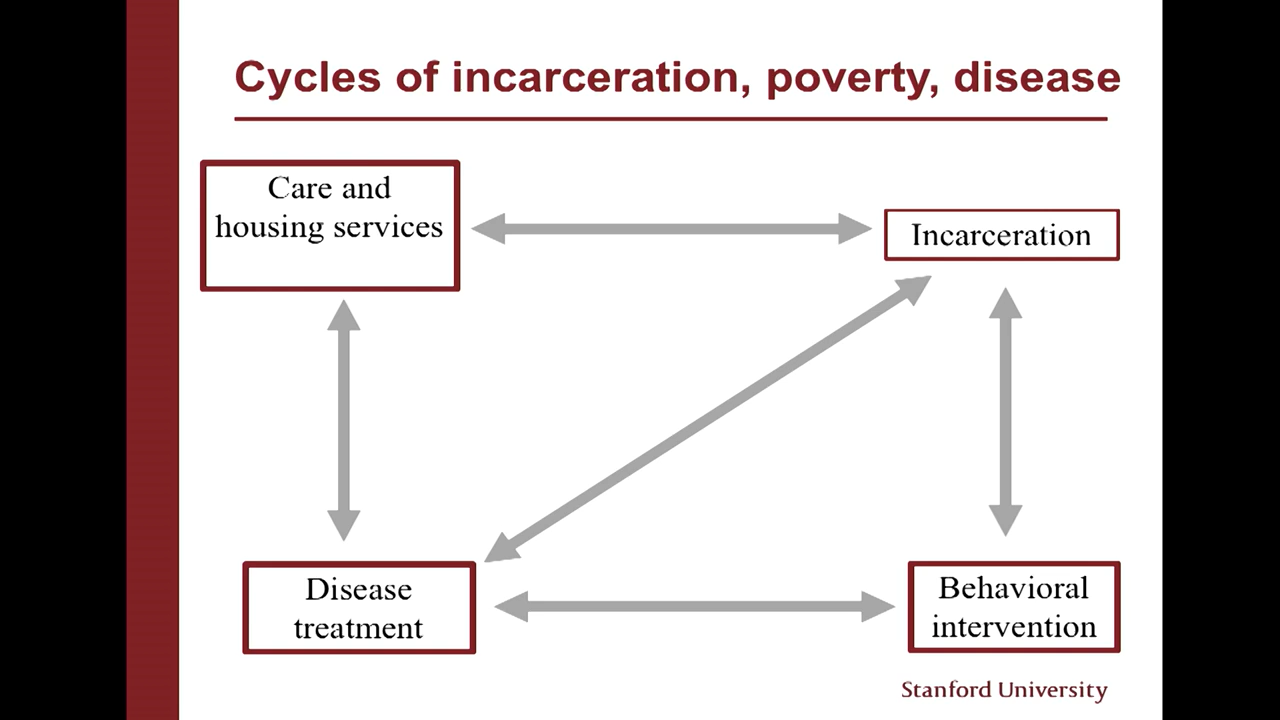 Cycles of incarceration, poverty, disease
Care and
housing services
Incarceration
Disease
treatment
Behavioral
intervention
Stanford University